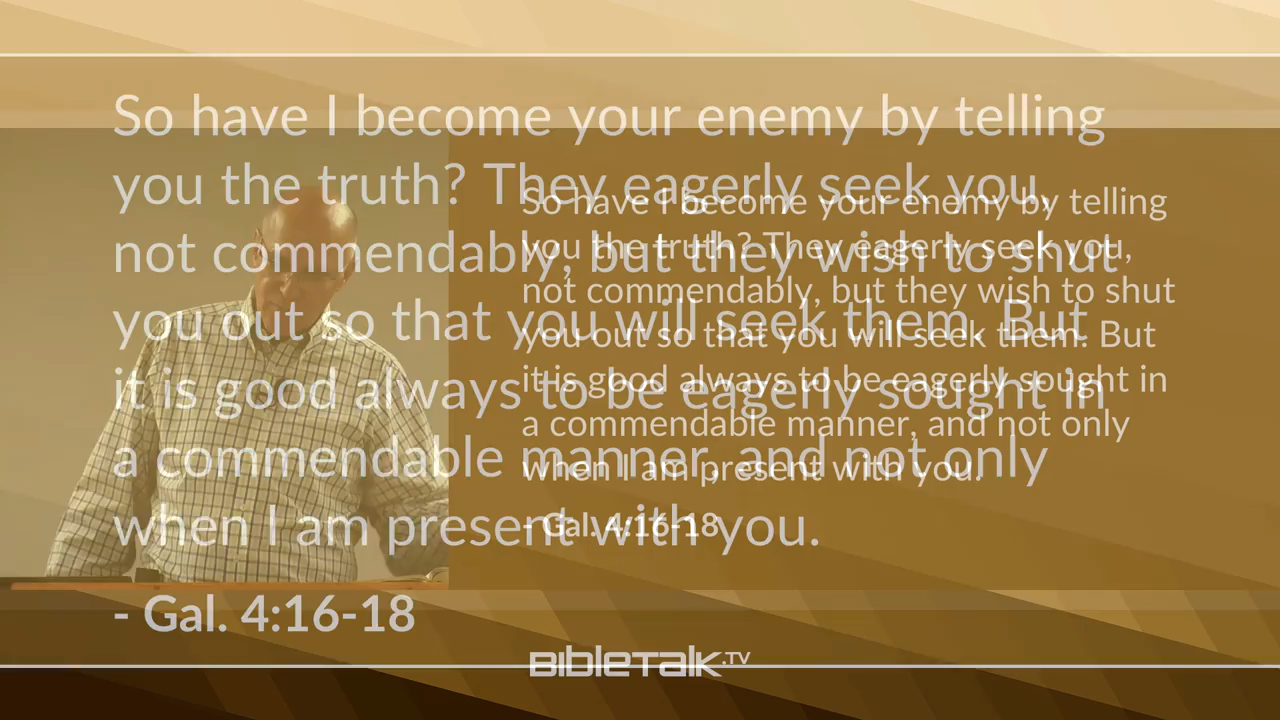 So have I become your enemy by telling
you the truth? They eagerly seek you,
not commendably, but they wish to shut
you out so that you will seek them. But
it is good always to be eagerly sought in
a commendable manner, and not only
when I am present with you.
- Gal. 4:16-18
So have I become your enemy by telling
you the truth? They eagerly seek you,
not commendably, but they wish to shut
you out so that you will seek them. But
it is good always to be eagerly sought in
a commendable manner, and not only
when I am present with you.
- Gal. 4:16-18
BIBLETALK.TV